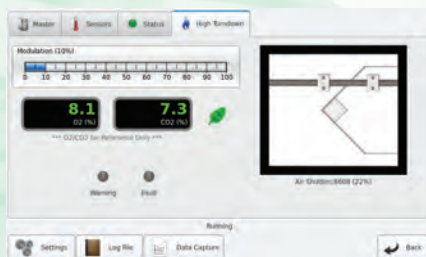 Master Sensors Status High Turndown
Modulation (10%)
0 10 20 30 40 50 60 70 80 90 100
8.1 7.3
O2 (%) CO2 (%)
*** O2/CO2 for Reference Only ***
Warning Fault
Air Shutter: (22%)
Running
Settings Log File Data Capture Back